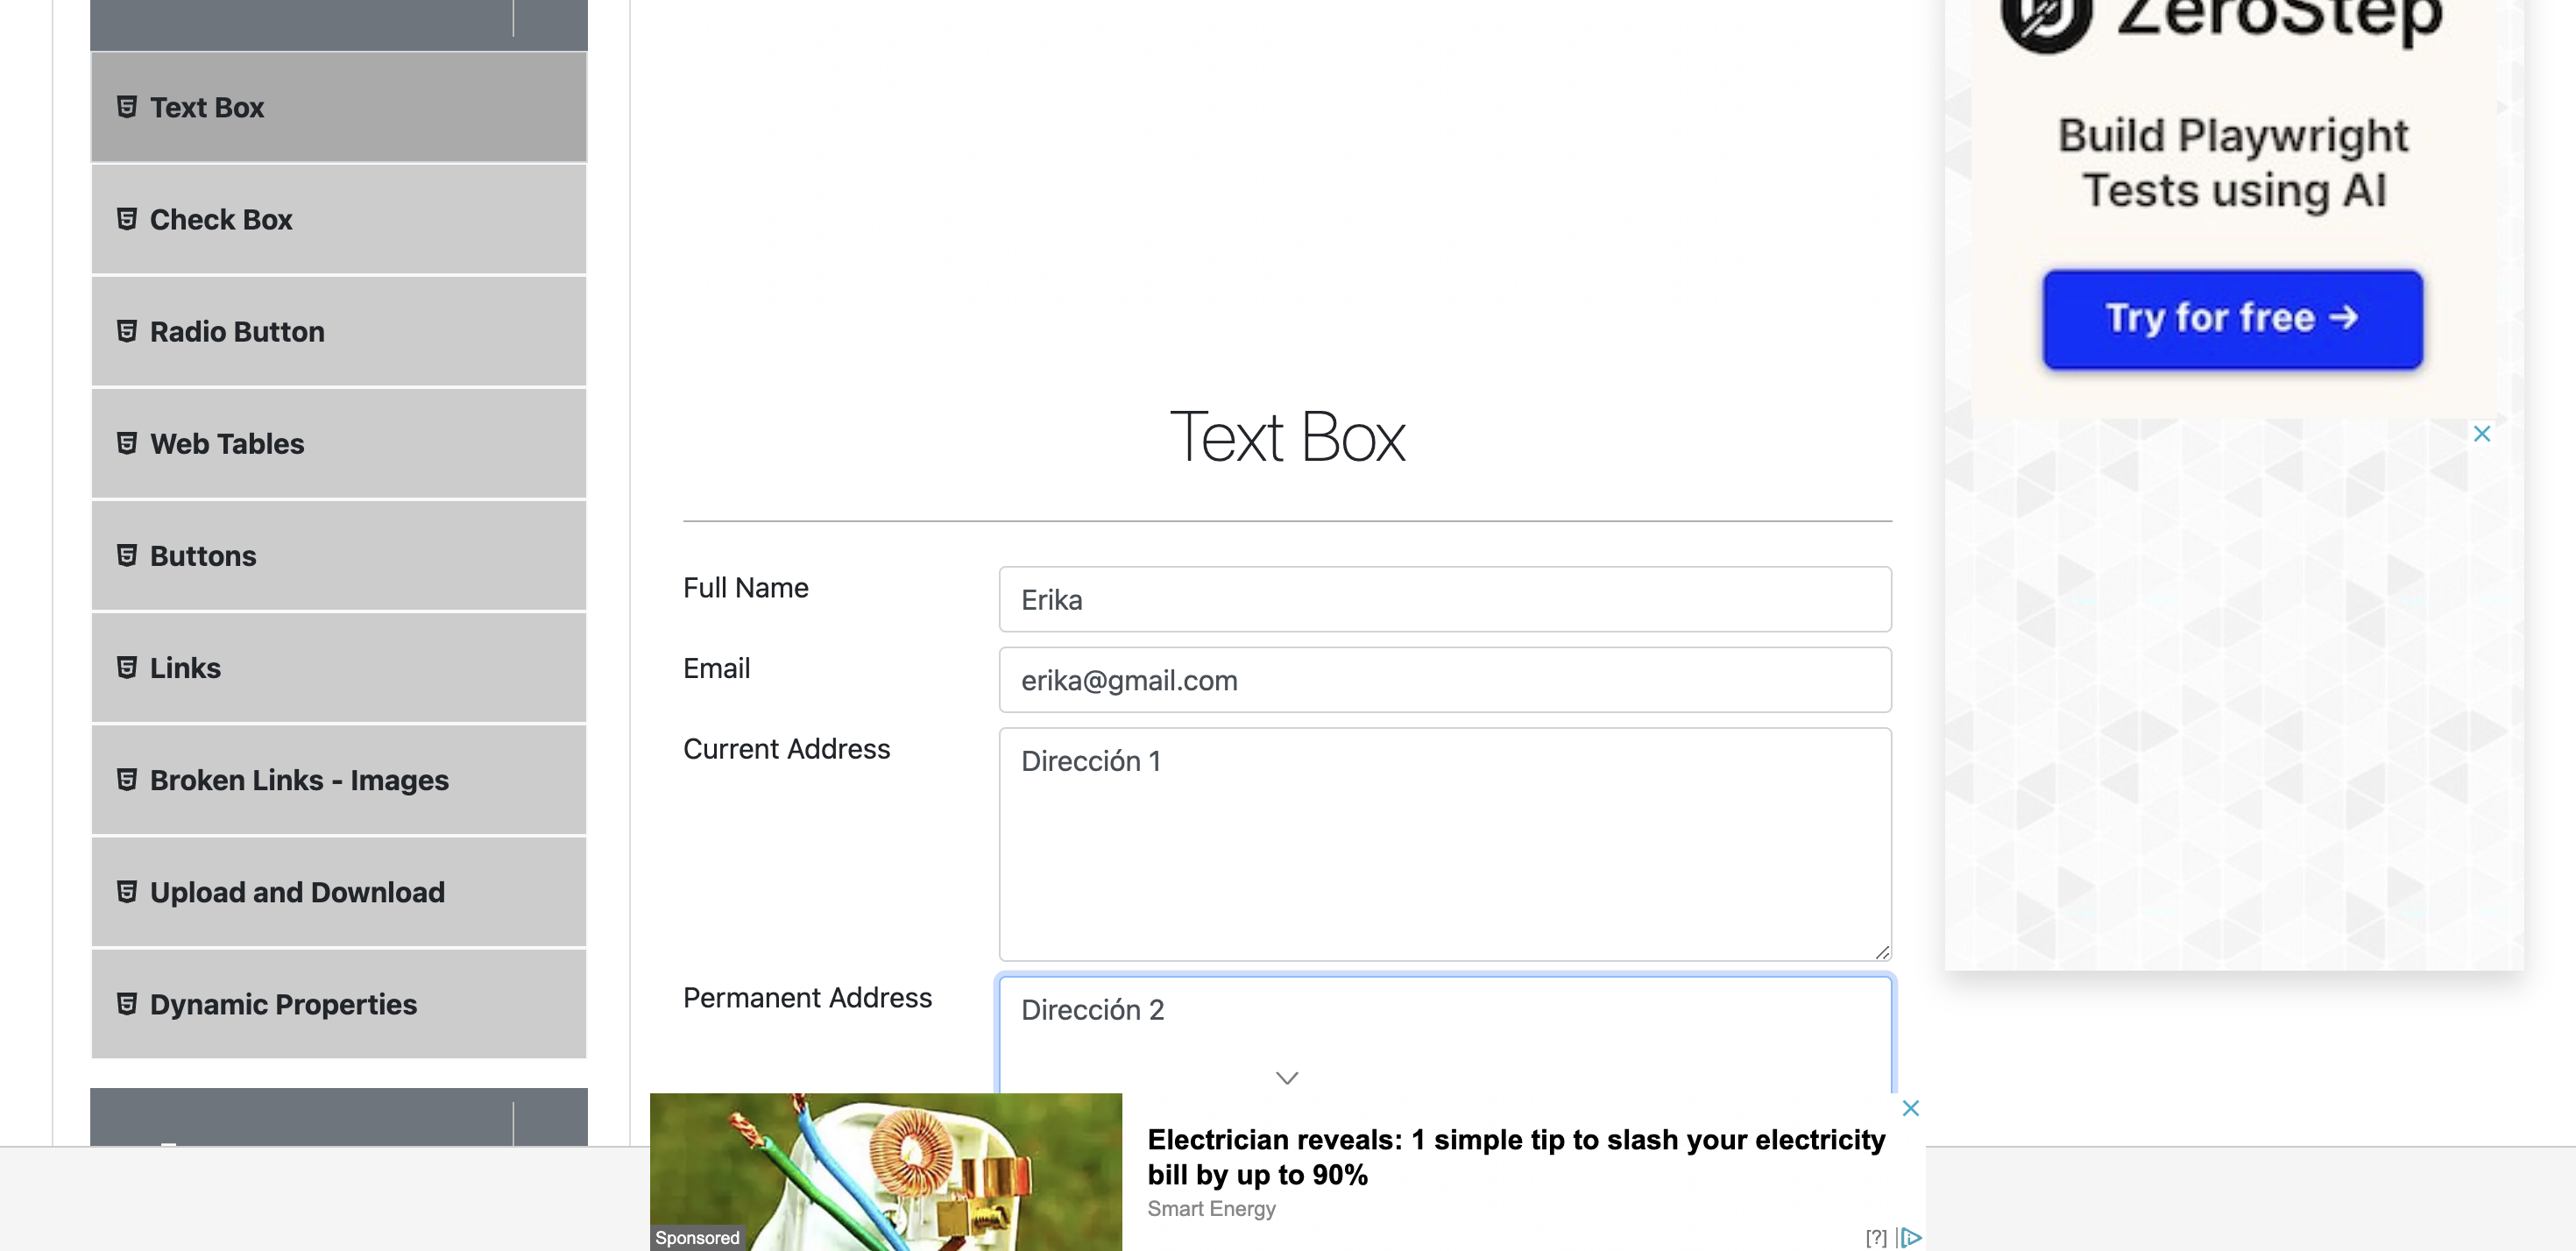 Text Box
Check Box
Radio Button
Web Tables
Buttons
Links
Broken Links - Images
Upload and Download
Dynamic Properties
Text Box
Full Name
Erika
Email
erika@gmail.com
Current Address
Dirección 1
Permanent Address
Dirección 2
ZeroStep
Build Playwright
Tests using AI
Try for free →
Electrician reveals: 1 simple tip to slash your electricity
bill by up to 90%
Smart Energy
Sponsored
[?]